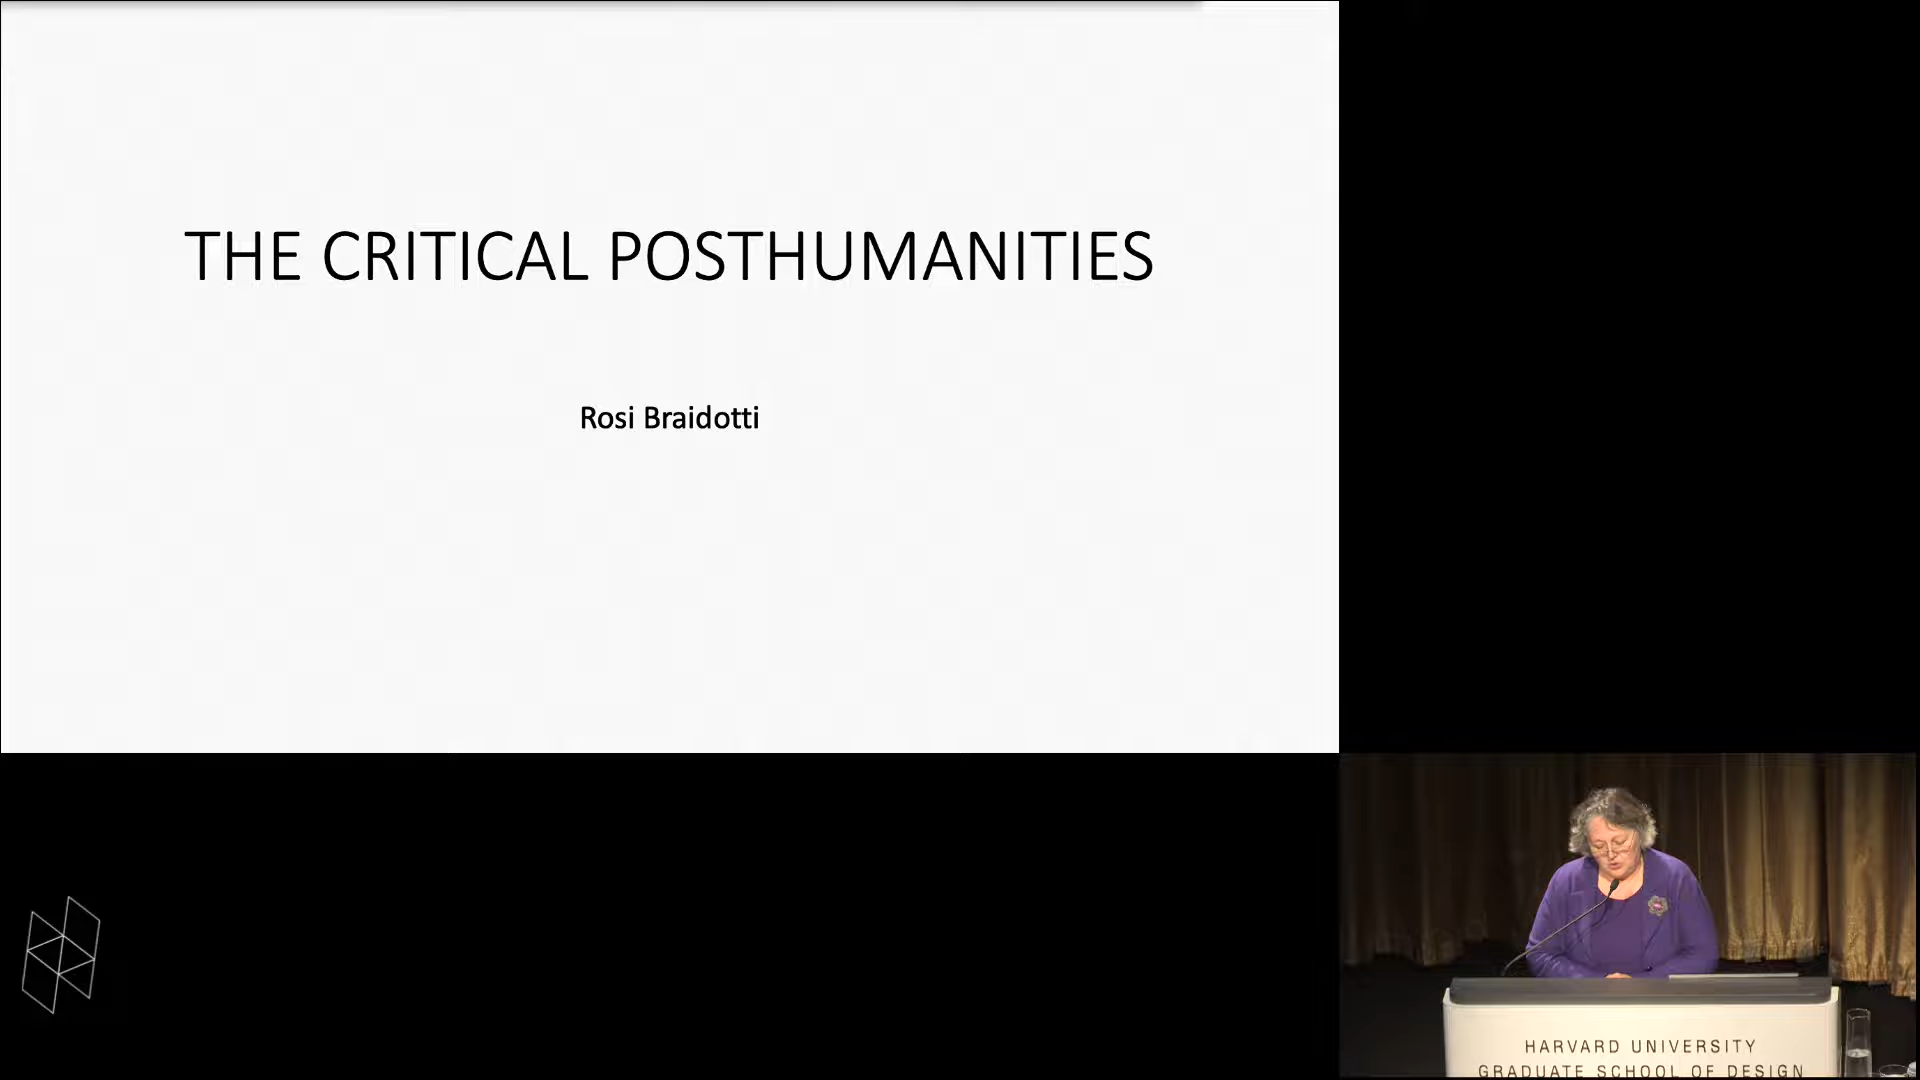 THE CRITICAL POSTHUMANITIES
Rosi Braidotti
HARVARD UNIVERSITY
GRADUATE SCHOOL OF DESIGN